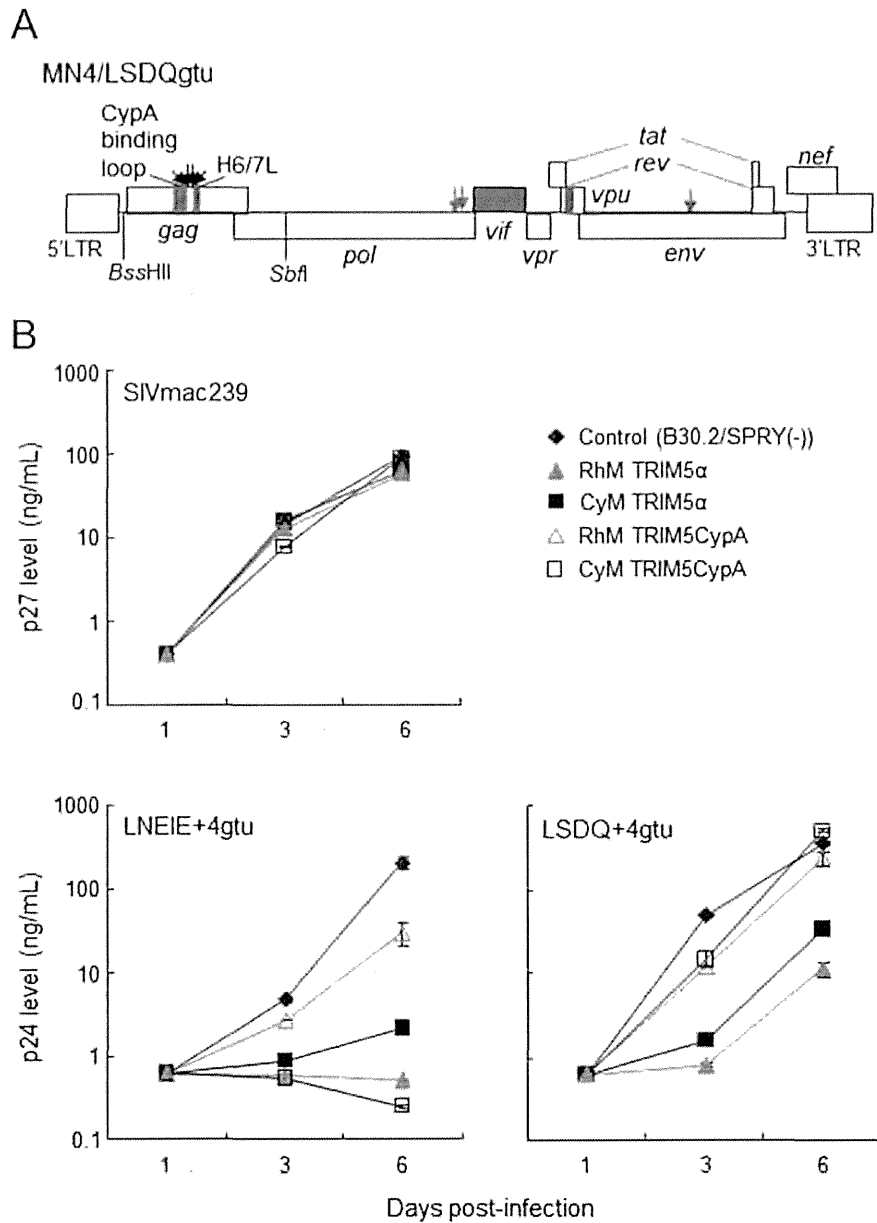 A
MN4/LSDQgtu
CypA
binding
loop
H6/7L
tat
rev
nef
vpu
5'LTR
gag
pol
vif
vpr
env
3'LTR
BssHII
SbfI
B
1000
100
10
1
0.1
p27 level (ng/mL)
SIVmac239
1
3
6
Control (B30.2/SPRY(-))
RhM TRIM5α
CyM TRIM5α
RhM TRIM5CypA
CyM TRIM5CypA
1000
100
10
1
0.1
p24 level (ng/mL)
LNEIE+4gtu
1
3
6
LSDQ+4gtu
1
3
6
Days post-infection